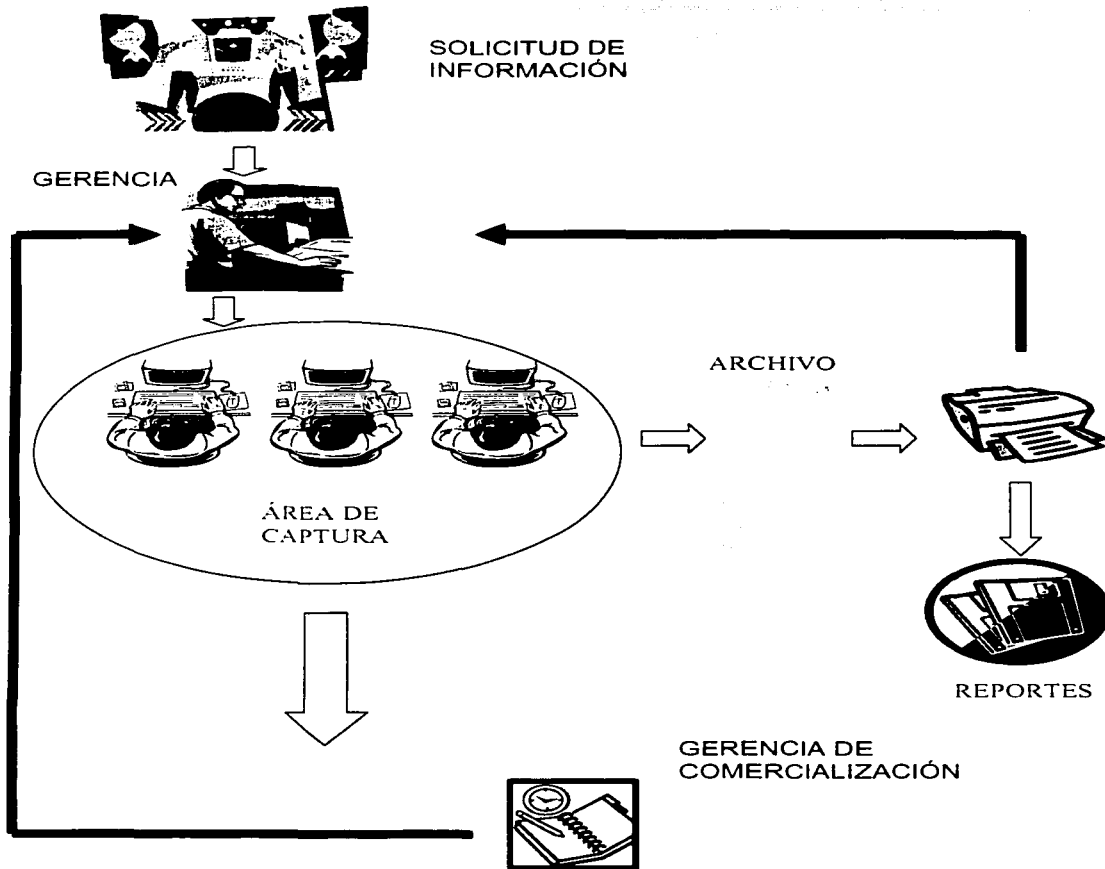 SOLICITUD DE
INFORMACIÓN
GERENCIA
ARCHIVO
ÁREA DE
CAPTURA
REPORTES
GERENCIA DE
COMERCIALIZACIÓN